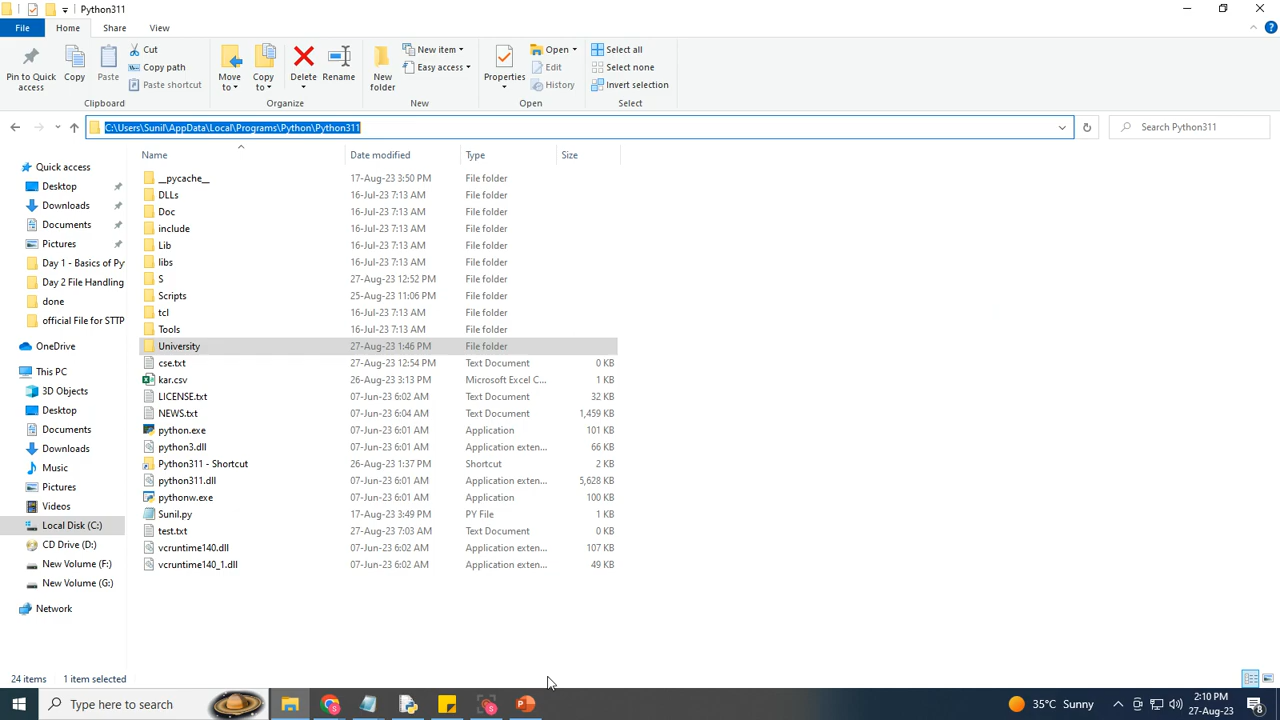 Python311
File Home Share View
Pin to Quick access
Copy
Paste
Cut
Copy path
Paste shortcut
Clipboard
Move to
Copy to
Delete
Rename
Organize
New folder
New item
Easy access
New
Properties
Open
Edit
History
Open
Select all
Select none
Invert selection
Select
C:\Users\Sunil\AppData\Local\Programs\Python\Python311
Search Python311
Name Date modified Type Size
__pycache__ 17-Aug-23 3:50 PM File folder
DLLs 16-Jul-23 7:13 AM File folder
Doc 16-Jul-23 7:13 AM File folder
include 16-Jul-23 7:13 AM File folder
Lib 16-Jul-23 7:13 AM File folder
libs 16-Jul-23 7:13 AM File folder
S 27-Aug-23 12:52 PM File folder
Scripts 25-Aug-23 11:06 PM File folder
tcl 16-Jul-23 7:13 AM File folder
Tools 16-Jul-23 7:13 AM File folder
University 27-Aug-23 1:46 PM File folder
cse.txt 27-Aug-23 12:54 PM Text Document 0 KB
kar.csv 26-Aug-23 3:13 PM Microsoft Excel C... 1 KB
LICENSE.txt 07-Jun-23 6:02 AM Text Document 32 KB
NEWS.txt 07-Jun-23 6:04 AM Text Document 1,459 KB
python.exe 07-Jun-23 6:01 AM Application 101 KB
python3.dll 07-Jun-23 6:01 AM Application exten... 66 KB
Python311 - Shortcut 26-Aug-23 1:37 PM Shortcut 2 KB
python311.dll 07-Jun-23 6:01 AM Application exten... 5,628 KB
pythonw.exe 07-Jun-23 6:01 AM Application 100 KB
Sunil.py 17-Aug-23 3:49 PM PY File 1 KB
test.txt 27-Aug-23 7:03 AM Text Document 0 KB
vcruntime140.dll 07-Jun-23 6:02 AM Application exten... 107 KB
vcruntime140_1.dll 07-Jun-23 6:02 AM Application exten... 49 KB
Quick access
Desktop
Downloads
Documents
Pictures
Day 1 - Basics of Py
Day 2 File Handling
done
official File for STTP
OneDrive
This PC
3D Objects
Desktop
Documents
Downloads
Music
Pictures
Videos
Local Disk (C:)
CD Drive (D:)
New Volume (F:)
New Volume (G:)
Network
24 items 1 item selected
Type here to search
35°C Sunny
2:10 PM
27-Aug-23
8